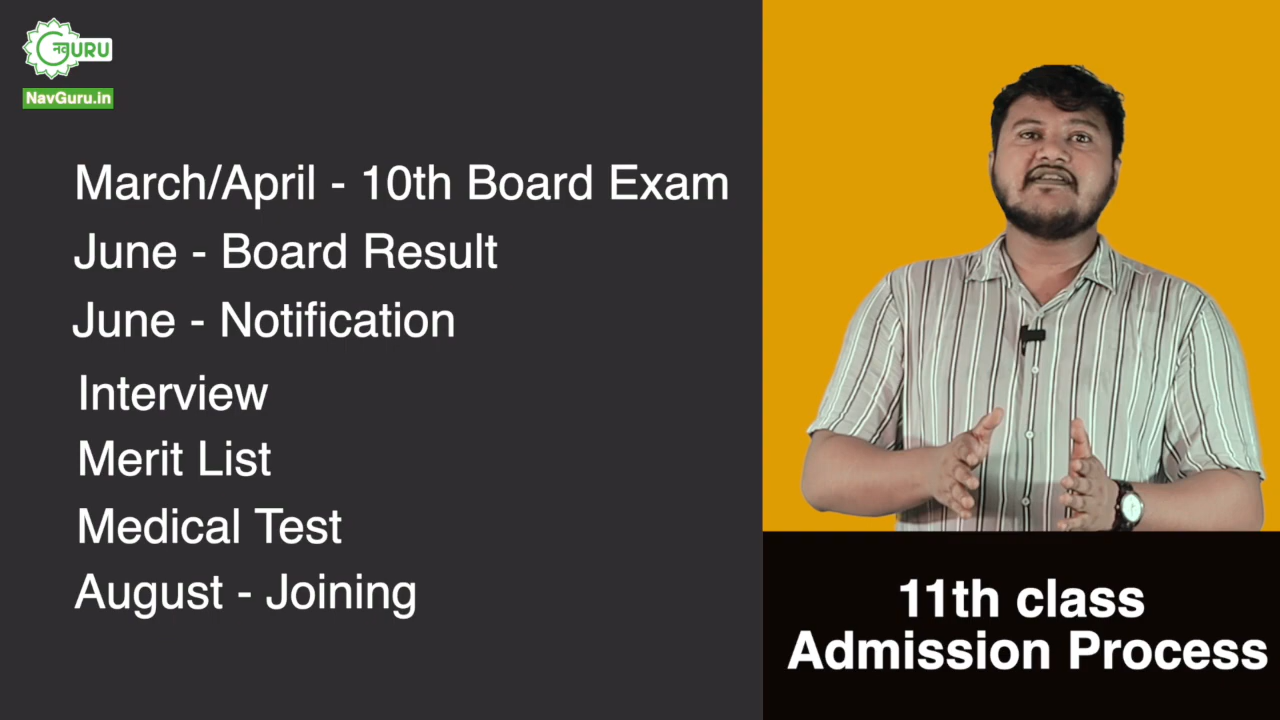 नवGURU
NavGuru.in
March/April - 10th Board Exam
June - Board Result
June - Notification
Interview
Merit List
Medical Test
August - Joining
11th class
Admission Process